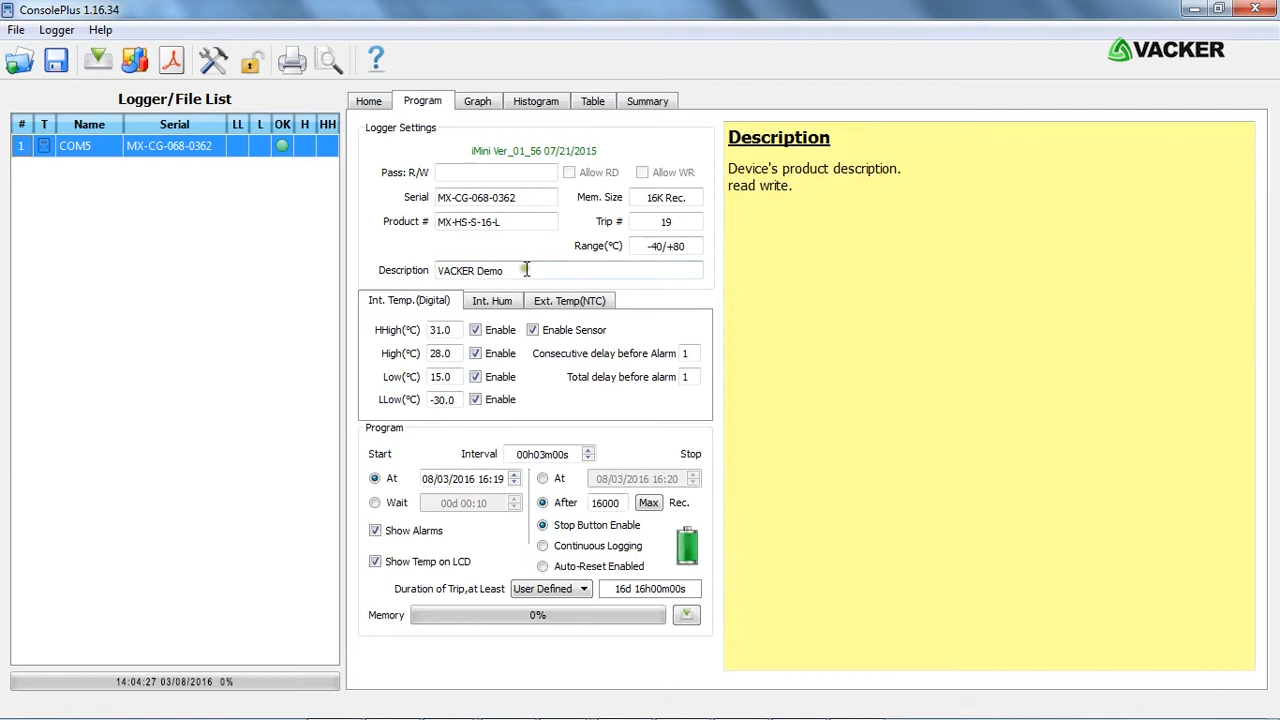 ConsolePlus 1.16.34
File Logger Help
VACKER
Logger/File List
# T Name Serial LL L OK H HH
1 COM5 MX-CG-068-0362
14:04:27 03/08/2016 0%
Home Program Graph Histogram Table Summary
Logger Settings
iMini Ver_01_56 07/21/2015
Pass: R/W Allow RD Allow WR
Serial MX-CG-068-0362 Mem. Size 16K Rec.
Product # MX-HS-S-16-L Trip # 19
Range(°C) -40/+80
Description VACKER Demo
Int. Temp.(Digital) Int. Hum Ext. Temp(NTC)
HHigh(°C) 31.0 Enable Enable Sensor
High(°C) 28.0 Enable Consecutive delay before Alarm 1
Low(°C) 15.0 Enable Total delay before alarm 1
LLow(°C) -30.0 Enable
Program
Start Interval 00h03m00s Stop
At 08/03/2016 16:19 At 08/03/2016 16:20
Wait 00d 00:10 After 16000 Max Rec.
Show Alarms Stop Button Enable
Continuous Logging
Show Temp on LCD Auto-Reset Enabled
Duration of Trip,at Least User Defined 16d 16h00m00s
Memory 0%
Description
Device's product description.
read write.